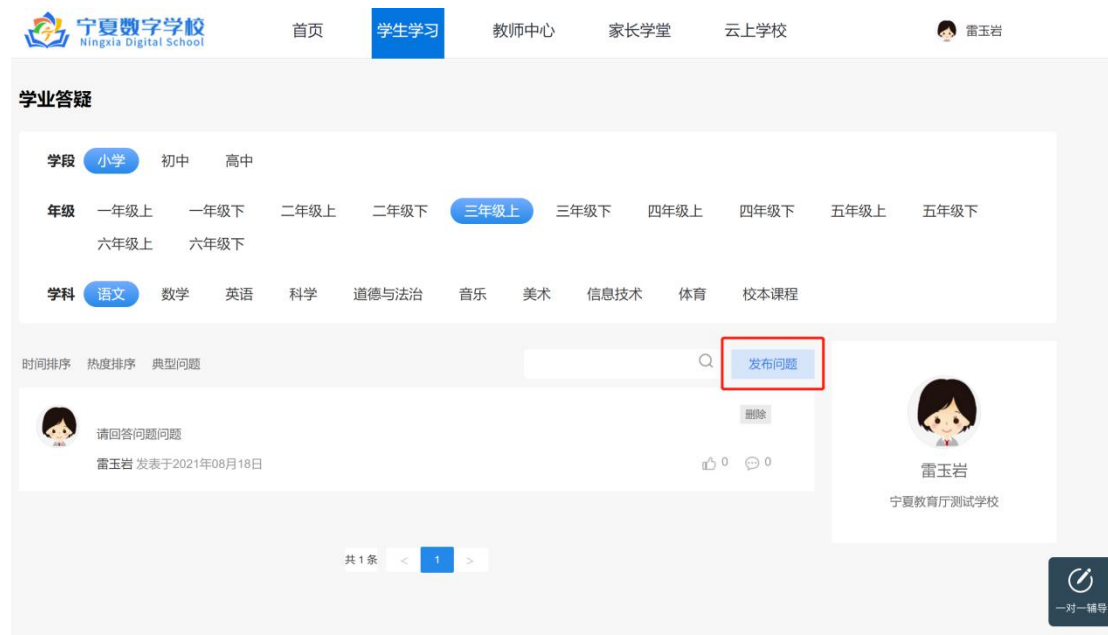 宁夏数字学校
Ningxia Digital School
首页 学生学习 教师中心 家长学堂 云上学校 雷玉岩
学业答疑
学段 小学 初中 高中
年级 一年级上 一年级下 二年级上 二年级下 三年级上 三年级下 四年级上 四年级下 五年级上 五年级下
六年级上 六年级下
学科 语文 数学 英语 科学 道德与法治 音乐 美术 信息技术 体育 校本课程
时间排序 热度排序 典型问题 发布问题
删除
请回答问题问题
雷玉岩 发表于2021年08月18日 0 0
雷玉岩
宁夏教育厅测试学校
共 1 条 < 1 >
一对一辅导